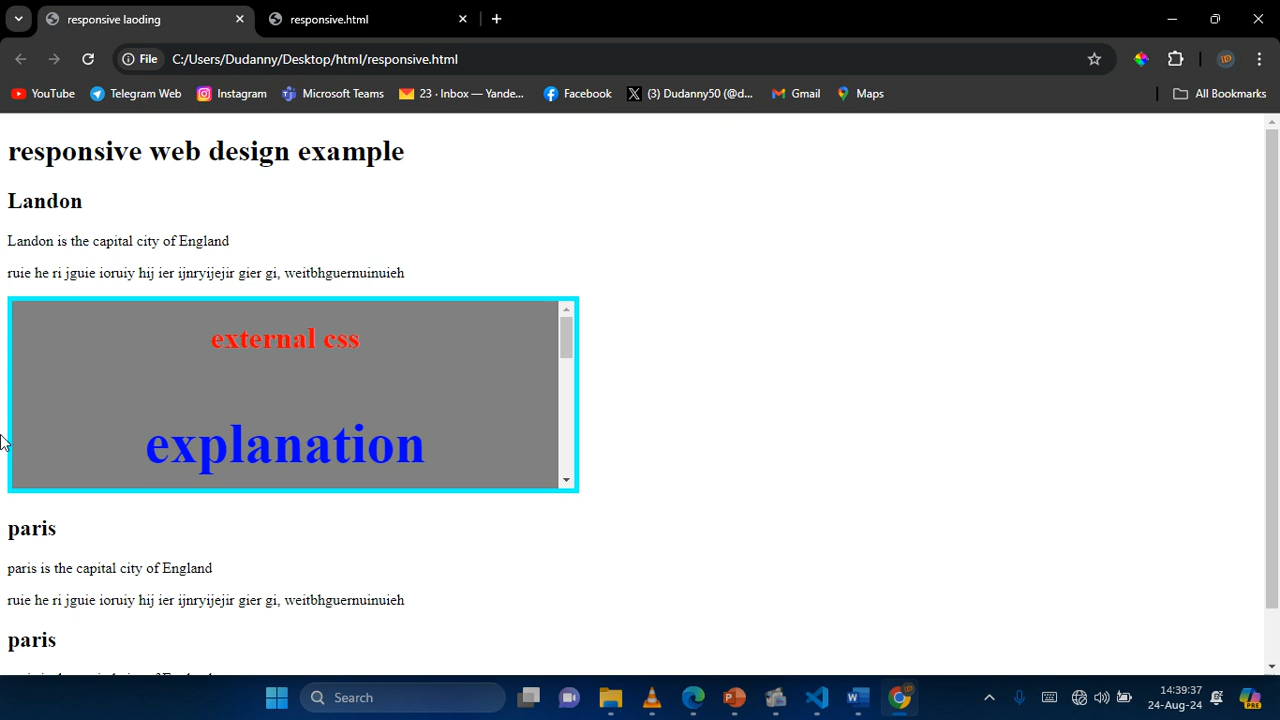 responsive laoding
responsive.html
File
C:/Users/Dudanny/Desktop/html/responsive.html
YouTube
Telegram Web
Instagram
Microsoft Teams
23 · Inbox — Yande...
Facebook
(3) Dudanny50 (@d...
Gmail
Maps
All Bookmarks
responsive web design example
Landon
Landon is the capital city of England
ruie he ri jguie ioruiy hij ier ijnryijejir gier gi, weitbhguernuinuieh
external css
explanation
paris
paris is the capital city of England
ruie he ri jguie ioruiy hij ier ijnryijejir gier gi, weitbhguernuinuieh
paris
Search
14:39:37
24-Aug-24
PRE